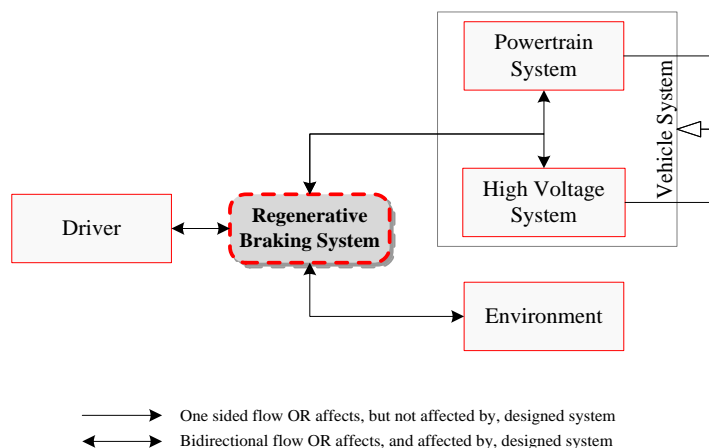 Powertrain
System
Vehicle System
High Voltage
System
Regenerative
Braking System
Driver
Environment
One sided flow OR affects, but not affected by, designed system
Bidirectional flow OR affects, and affected by, designed system